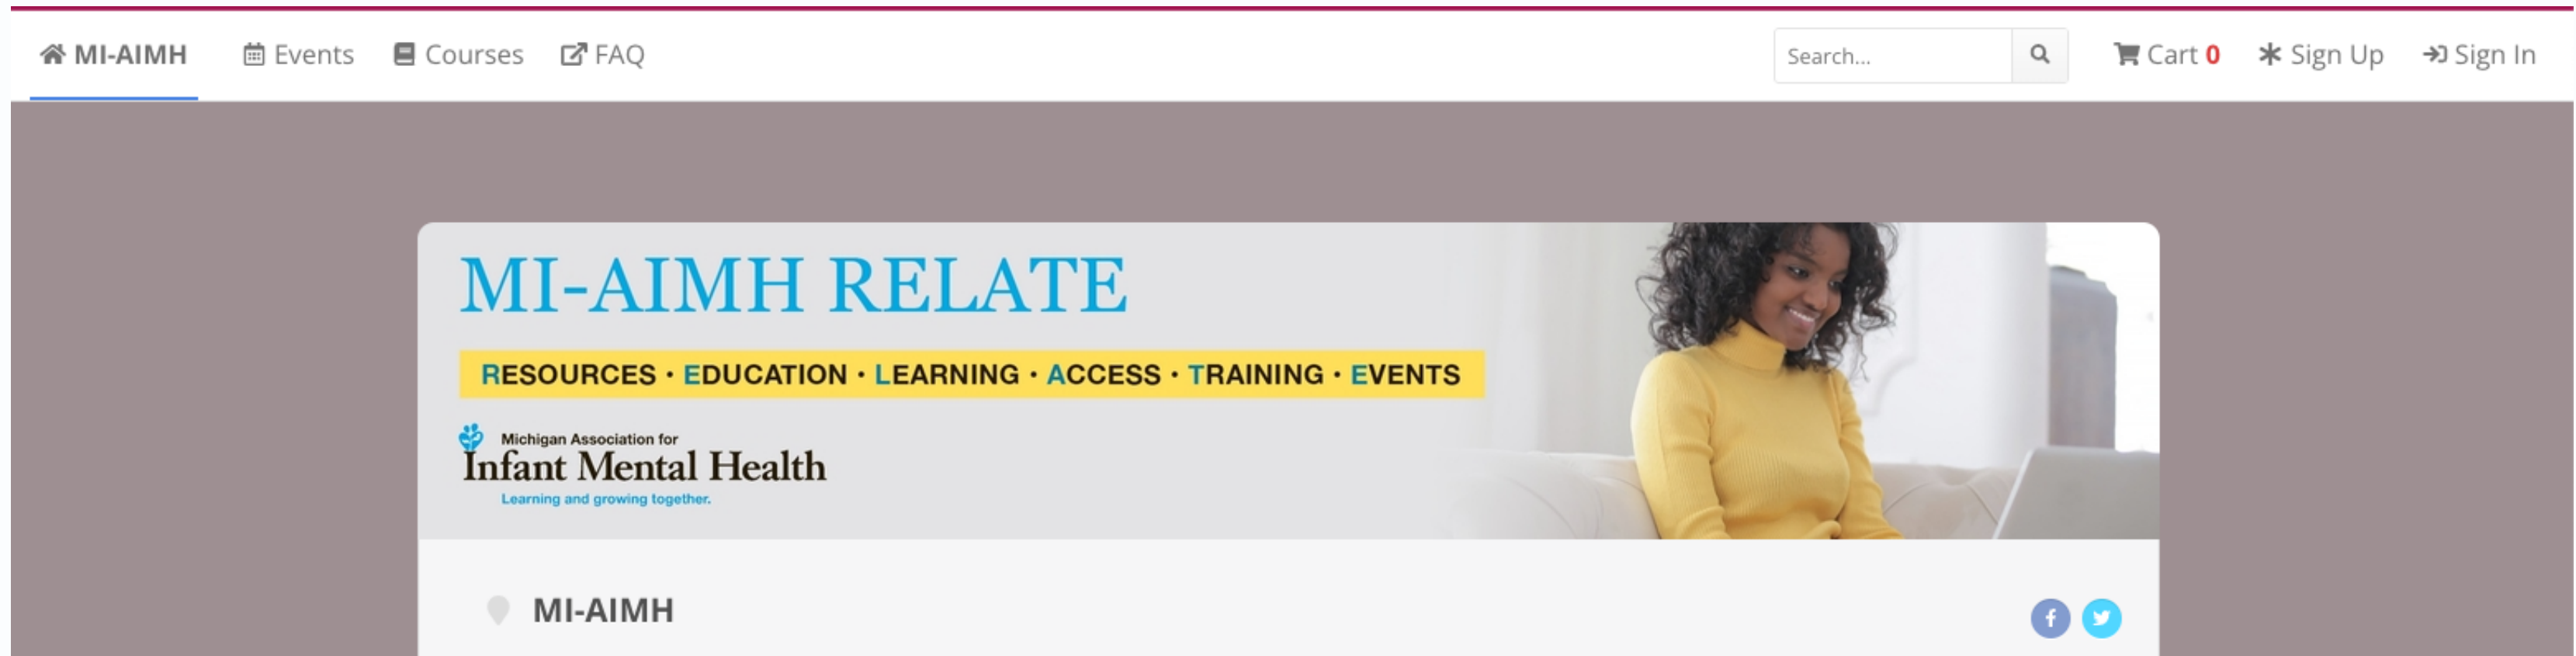 MI-AIMH Events Courses FAQ Search... Cart 0 Sign Up Sign In
MI-AIMH RELATE
RESOURCES · EDUCATION · LEARNING · ACCESS · TRAINING · EVENTS
Michigan Association for
Infant Mental Health
Learning and growing together.
MI-AIMH